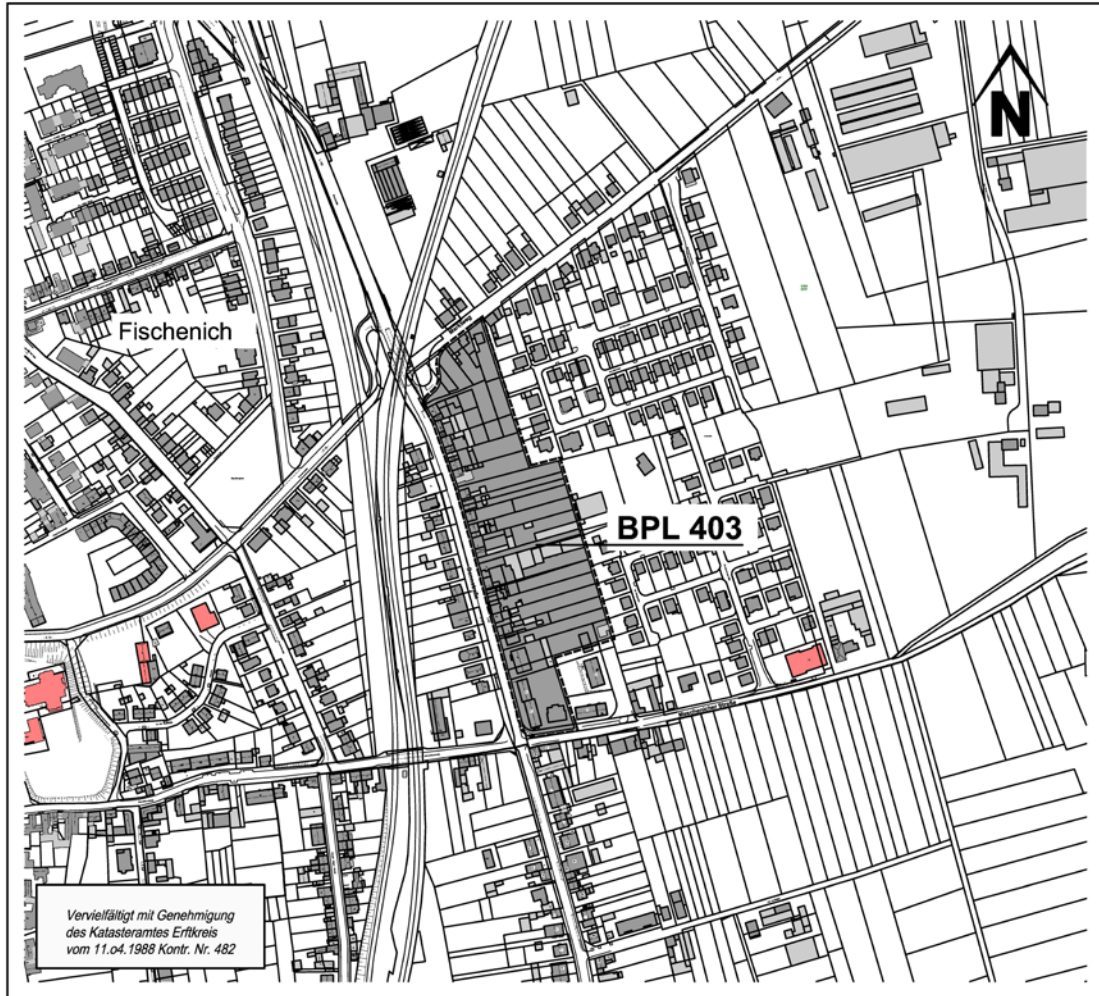 N
Fischenich
BPL 403
Vervielfältigt mit Genehmigung
des Katasteramtes Erftkreis
vom 11.o4.1988 Kontr. Nr. 482